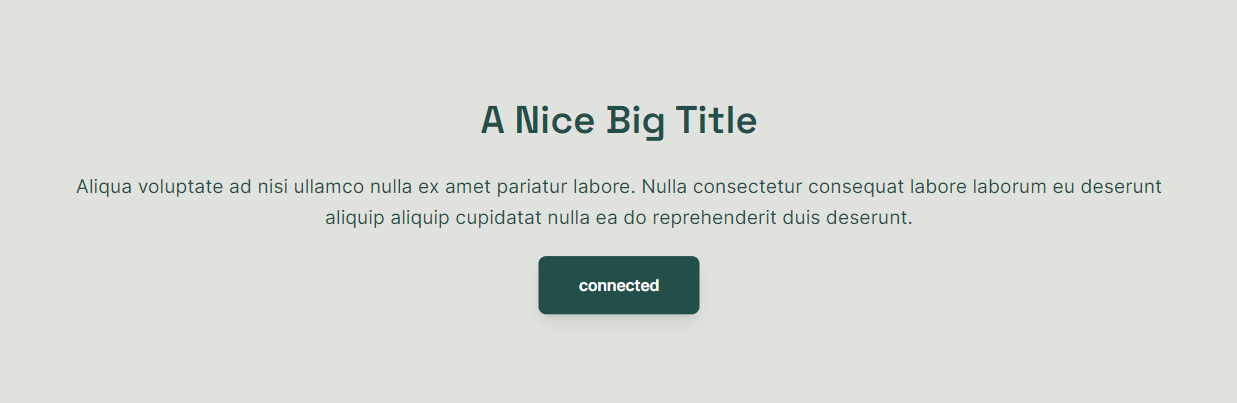 A Nice Big Title
Aliqua voluptate ad nisi ullamco nulla ex amet pariatur labore. Nulla consectetur consequat labore laborum eu deserunt
aliquip aliquip cupidatat nulla ea do reprehenderit duis deserunt.
connected